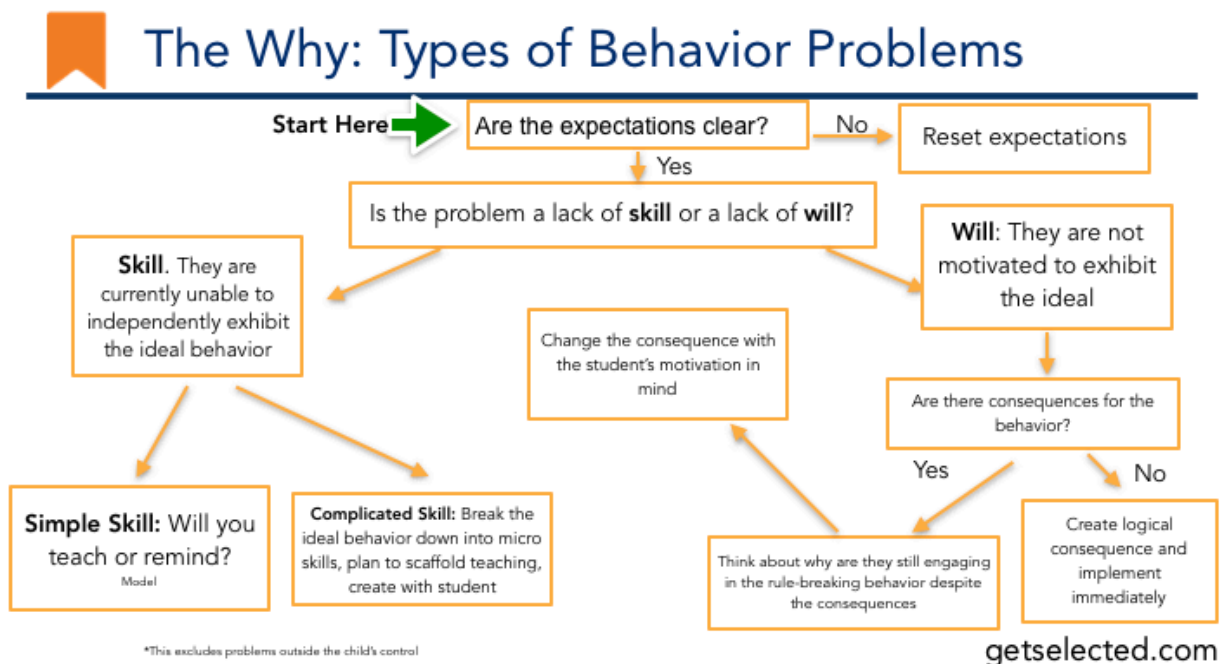 The Why: Types of Behavior Problems
Start Here
Are the expectations clear?
No
Reset expectations
Yes
Is the problem a lack of skill or a lack of will?
Skill. They are
currently unable to
independently exhibit
the ideal behavior
Will: They are not
motivated to exhibit
the ideal
Change the consequence with
the student's motivation in
mind
Are there consequences for the
behavior?
Yes
No
Simple Skill: Will you
teach or remind?
Model
Complicated Skill: Break the
ideal behavior down into micro
skills, plan to scaffold teaching,
create with student
Think about why are they still engaging
in the rule-breaking behavior despite
the consequences
Create logical
consequence and
implement
immediately
*This excludes problems outside the child's control
getselected.com